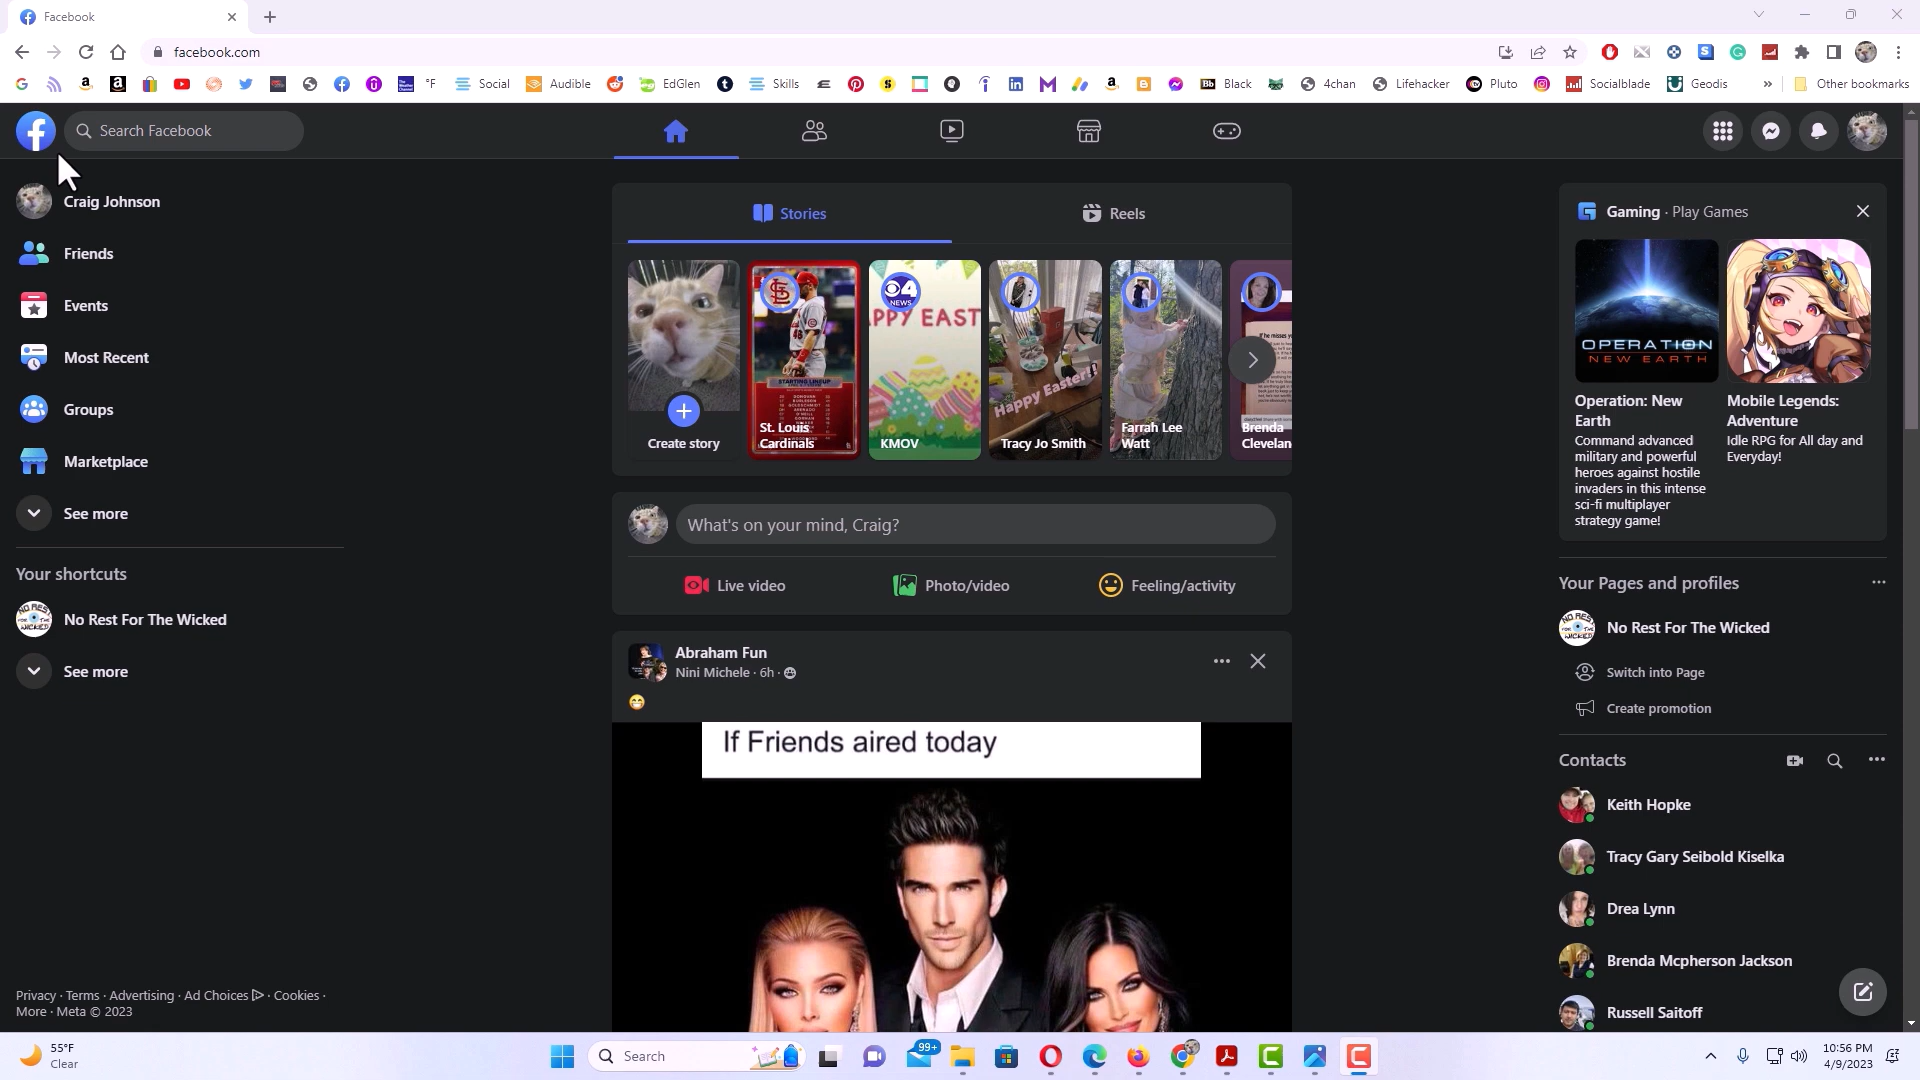 Facebook
facebook.com
°F
Social
Audible
EdGlen
Skills
Black
4chan
Lifehacker
Pluto
Socialblade
Geodis
»
Other bookmarks
Search Facebook
Craig Johnson
Friends
Events
Most Recent
Groups
Marketplace
See more
Your shortcuts
No Rest For The Wicked
See more
Privacy · Terms · Advertising · Ad Choices · Cookies ·
More · Meta © 2023
Stories
Reels
Create story
STARTING LINEUP
St. Louis
Cardinals
4
NEWS
PPY EAST
KMOV
Happy Easter!
Tracy Jo Smith
Farrah Lee
Watt
Brenda
Clevelan
What's on your mind, Craig?
Live video
Photo/video
Feeling/activity
Abraham Fun
Nini Michele · 6h ·
If Friends aired today
Gaming · Play Games
OPERATION
NEW EARTH
Operation: New
Earth
Command advanced
military and powerful
heroes against hostile
invaders in this intense
sci-fi multiplayer
strategy game!
Mobile Legends:
Adventure
Idle RPG for All day and
Everyday!
Your Pages and profiles
No Rest For The Wicked
Switch into Page
Create promotion
Contacts
Keith Hopke
Tracy Gary Seibold Kiselka
Drea Lynn
Brenda Mcpherson Jackson
Russell Saitoff
55°F
Clear
Search
99+
10:56 PM
4/9/2023